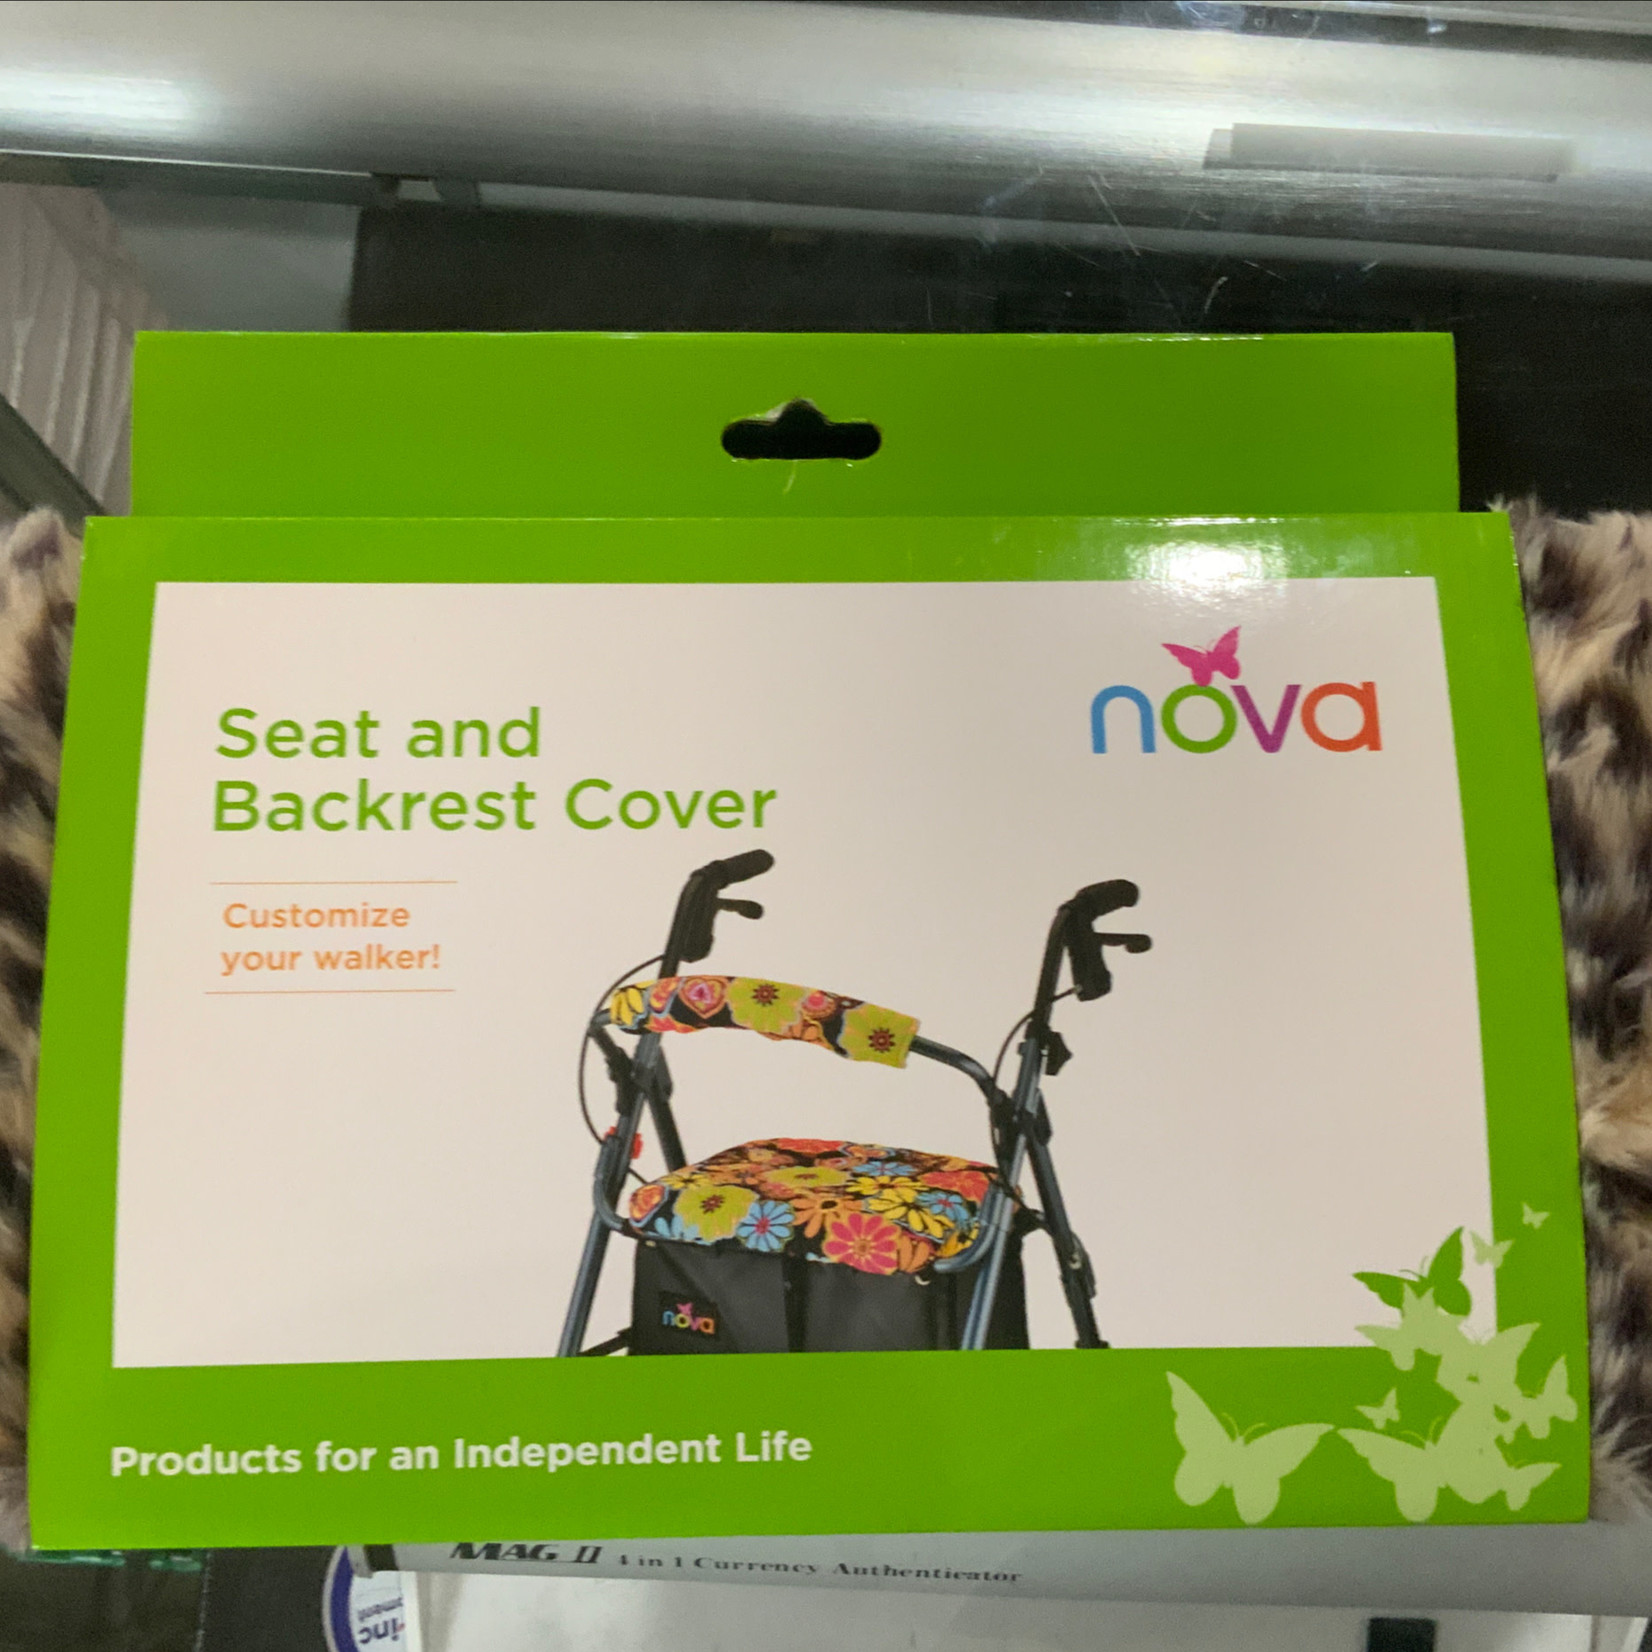 nova
Seat and
Backrest Cover
Customize
your walker!
nova
Products for an Independent Life
MAG II 4 in 1 Currency Authenticator
inc